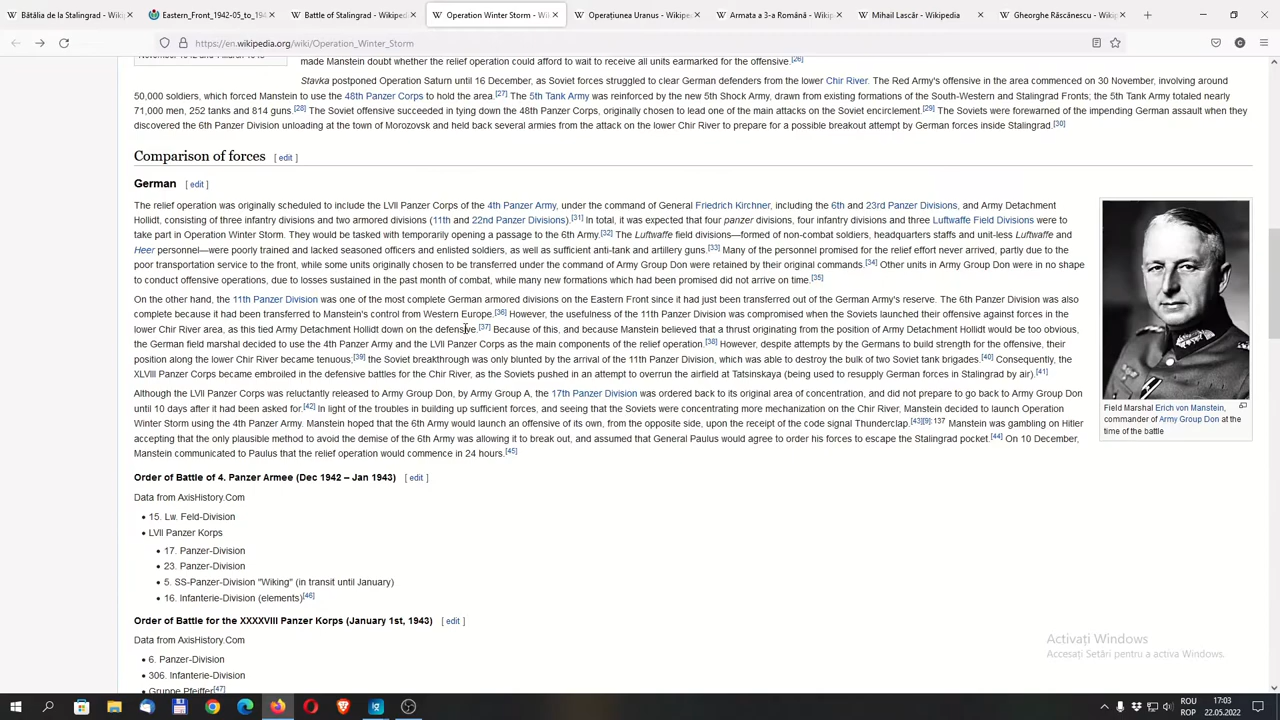 Bătălia de la Stalingrad - Wikip
Eastern_Front_1942-05_to_194
Battle of Stalingrad - Wikipedi
Operation Winter Storm - Wi
Operațiunea Uranus - Wikiped
Armata a 3-a Română - Wikip
Mihail Lascăr - Wikipedia
Gheorghe Răscănescu - Wikip
https://en.wikipedia.org/wiki/Operation_Winter_Storm
made Manstein doubt whether the relief operation could afford to wait to receive all units earmarked for the offensive.[26]
Stavka postponed Operation Saturn until 16 December, as Soviet forces struggled to clear German defenders from the lower Chir River. The Red Army's offensive in the area commenced on 30 November, involving around
50,000 soldiers, which forced Manstein to use the 48th Panzer Corps to hold the area.[27] The 5th Tank Army was reinforced by the new 5th Shock Army, drawn from existing formations of the South-Western and Stalingrad Fronts; the 5th Tank Army totaled nearly
71,000 men, 252 tanks and 814 guns.[28] The Soviet offensive succeeded in tying down the 48th Panzer Corps, originally chosen to lead one of the main attacks on the Soviet encirclement.[29] The Soviets were forewarned of the impending German assault when they
discovered the 6th Panzer Division unloading at the town of Morozovsk and held back several armies from the attack on the lower Chir River to prepare for a possible breakout attempt by German forces inside Stalingrad.[30]
Comparison of forces [ edit ]
German [ edit ]
The relief operation was originally scheduled to include the LVII Panzer Corps of the 4th Panzer Army, under the command of General Friedrich Kirchner, including the 6th and 23rd Panzer Divisions, and Army Detachment
Hollidt, consisting of three infantry divisions and two armored divisions (11th and 22nd Panzer Divisions).[31] In total, it was expected that four panzer divisions, four infantry divisions and three Luftwaffe Field Divisions were to
take part in Operation Winter Storm. They would be tasked with temporarily opening a passage to the 6th Army.[32] The Luftwaffe field divisions—formed of non-combat soldiers, headquarters staffs and unit-less Luftwaffe and
Heer personnel—were poorly trained and lacked seasoned officers and enlisted soldiers, as well as sufficient anti-tank and artillery guns.[33] Many of the personnel promised for the relief effort never arrived, partly due to the
poor transportation service to the front, while some units originally chosen to be transferred under the command of Army Group Don were retained by their original commands.[34] Other units in Army Group Don were in no shape
to conduct offensive operations, due to losses sustained in the past month of combat, while many new formations which had been promised did not arrive on time.[35]
On the other hand, the 11th Panzer Division was one of the most complete German armored divisions on the Eastern Front since it had just been transferred out of the German Army's reserve. The 6th Panzer Division was also
complete because it had been transferred to Manstein's control from Western Europe.[36] However, the usefulness of the 11th Panzer Division was compromised when the Soviets launched their offensive against forces in the
lower Chir River area, as this tied Army Detachment Hollidt down on the defensive.[37] Because of this, and because Manstein believed that a thrust originating from the position of Army Detachment Hollidt would be too obvious,
the German field marshal decided to use the 4th Panzer Army and the LVII Panzer Corps as the main components of the relief operation.[38] However, despite attempts by the Germans to build strength for the offensive, their
position along the lower Chir River became tenuous;[39] the Soviet breakthrough was only blunted by the arrival of the 11th Panzer Division, which was able to destroy the bulk of two Soviet tank brigades.[40] Consequently, the
XLVIII Panzer Corps became embroiled in the defensive battles for the Chir River, as the Soviets pushed in an attempt to overrun the airfield at Tatsinskaya (being used to resupply German forces in Stalingrad by air).[41]
Although the LVII Panzer Corps was reluctantly released to Army Group Don, by Army Group A, the 17th Panzer Division was ordered back to its original area of concentration, and did not prepare to go back to Army Group Don
until 10 days after it had been asked for.[42] In light of the troubles in building up sufficient forces, and seeing that the Soviets were concentrating more mechanization on the Chir River, Manstein decided to launch Operation
Winter Storm using the 4th Panzer Army. Manstein hoped that the 6th Army would launch an offensive of its own, from the opposite side, upon the receipt of the code signal Thunderclap.[43][9]: 137 Manstein was gambling on Hitler
accepting that the only plausible method to avoid the demise of the 6th Army was allowing it to break out, and assumed that General Paulus would agree to order his forces to escape the Stalingrad pocket.[44] On 10 December,
Manstein communicated to Paulus that the relief operation would commence in 24 hours.[45]
Field Marshal Erich von Manstein,
commander of Army Group Don at the
time of the battle
Order of Battle of 4. Panzer Armee (Dec 1942 – Jan 1943) [ edit ]
Data from AxisHistory.Com
• 15. Lw. Feld-Division
• LVII Panzer Korps
• 17. Panzer-Division
• 23. Panzer-Division
• 5. SS-Panzer-Division "Wiking" (in transit until January)
• 16. Infanterie-Division (elements)[46]
Order of Battle for the XXXXVIII Panzer Korps (January 1st, 1943) [ edit ]
Data from AxisHistory.Com
• 6. Panzer-Division
• 306. Infanterie-Division
• Gruppe Pfeiffer[47]
Activați Windows
Accesați Setări pentru a activa Windows.
ROU
ROP
17:03
22.05.2022